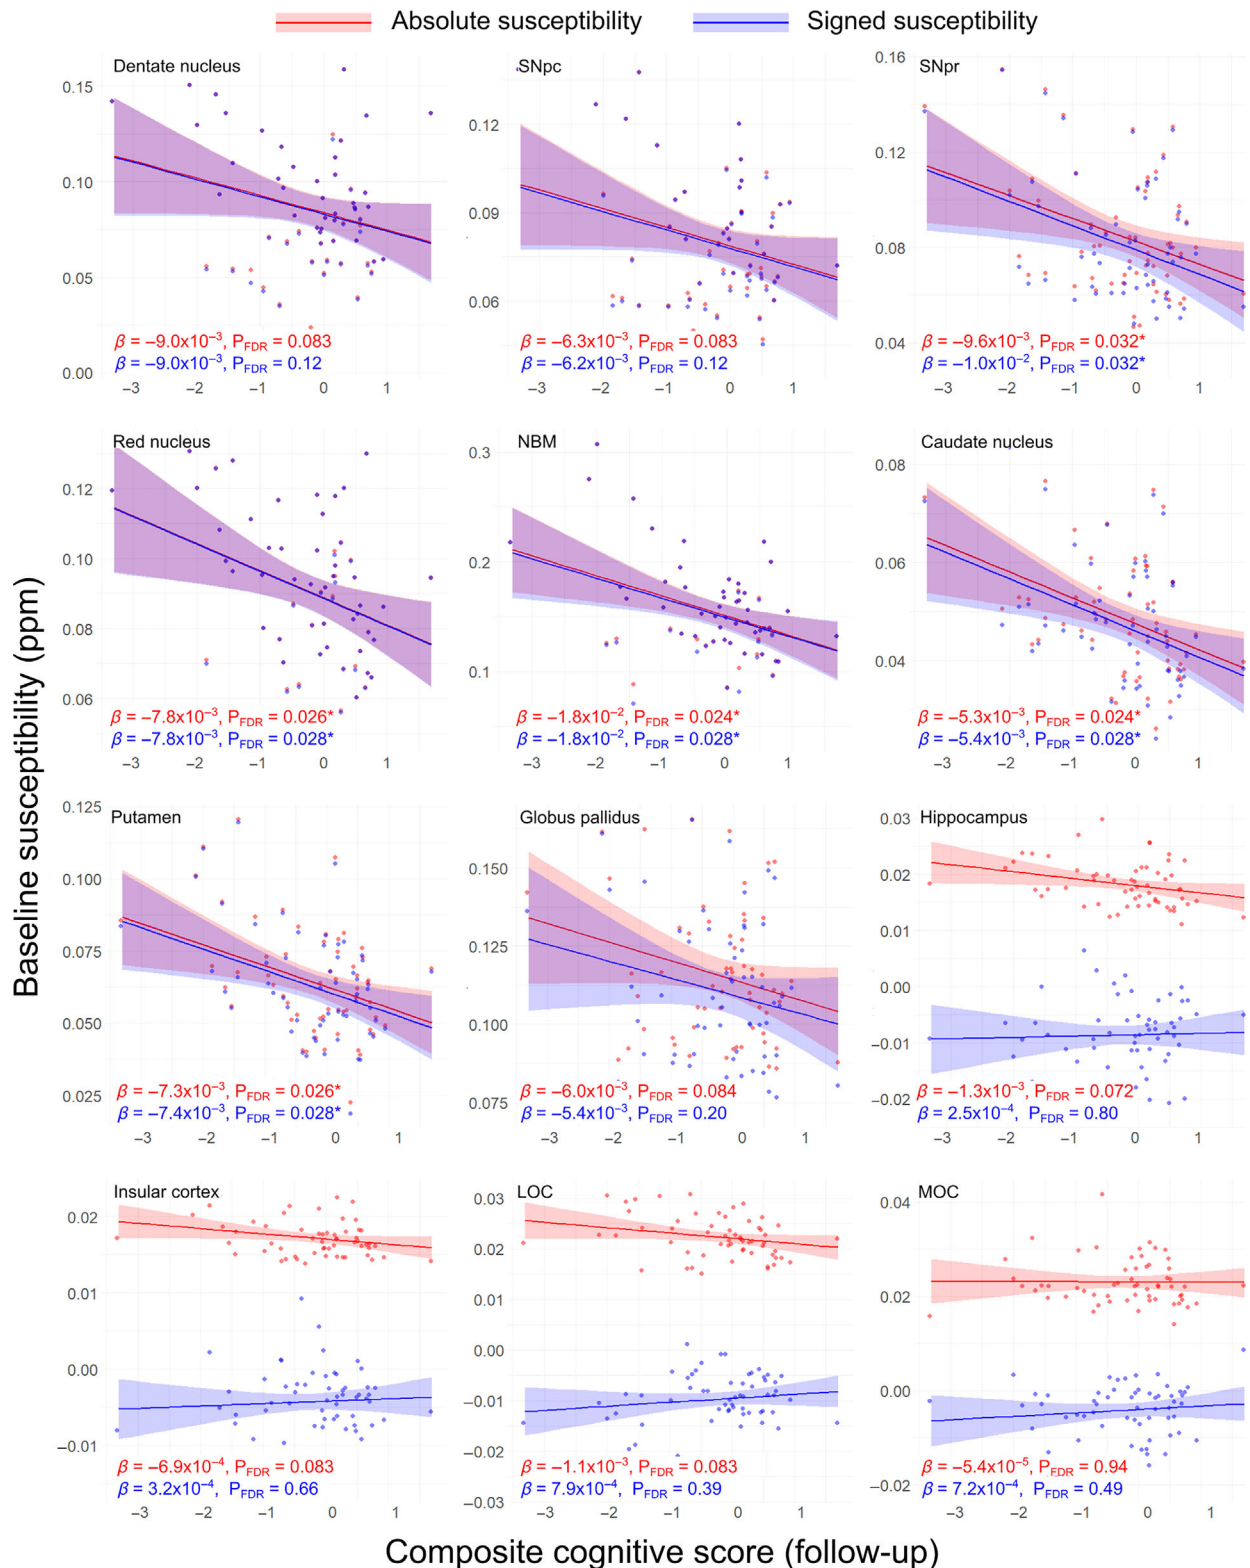 Absolute susceptibility Signed susceptibility
Dentate nucleus
0.15
0.10
0.05
0.00
β = −9.0x10⁻³, P_FDR = 0.083
β = −9.0x10⁻³, P_FDR = 0.12
−3 −2 −1 0 1
SNpc
0.12
0.09
0.06
β = −6.3x10⁻³, P_FDR = 0.083
β = −6.2x10⁻³, P_FDR = 0.12
−3 −2 −1 0 1
SNpr
0.16
0.12
0.08
0.04
β = −9.6x10⁻³, P_FDR = 0.032*
β = −1.0x10⁻², P_FDR = 0.032*
−3 −2 −1 0 1
Red nucleus
0.12
0.10
0.08
0.06
β = −7.8x10⁻³, P_FDR = 0.026*
β = −7.8x10⁻³, P_FDR = 0.028*
−3 −2 −1 0 1
NBM
0.3
0.2
0.1
β = −1.8x10⁻², P_FDR = 0.024*
β = −1.8x10⁻², P_FDR = 0.028*
−3 −2 −1 0 1
Caudate nucleus
0.08
0.06
0.04
β = −5.3x10⁻³, P_FDR = 0.024*
β = −5.4x10⁻³, P_FDR = 0.028*
−3 −2 −1 0 1
Baseline susceptibility (ppm)
Putamen
0.125
0.100
0.075
0.050
0.025
β = −7.3x10⁻³, P_FDR = 0.026*
β = −7.4x10⁻³, P_FDR = 0.028*
−3 −2 −1 0 1
Globus pallidus
0.150
0.125
0.100
0.075
β = −6.0x10⁻³, P_FDR = 0.084
β = −5.4x10⁻³, P_FDR = 0.20
−3 −2 −1 0 1
Hippocampus
0.03
0.02
0.01
0.00
−0.01
−0.02
β = −1.3x10⁻³, P_FDR = 0.072
β = 2.5x10⁻⁴, P_FDR = 0.80
−3 −2 −1 0 1
Insular cortex
0.02
0.01
0.00
−0.01
β = −6.9x10⁻⁴, P_FDR = 0.083
β = 3.2x10⁻⁴, P_FDR = 0.66
−3 −2 −1 0 1
LOC
0.03
0.02
0.01
0.00
−0.01
−0.02
−0.03
β = −1.1x10⁻³, P_FDR = 0.083
β = 7.9x10⁻⁴, P_FDR = 0.39
−3 −2 −1 0 1
MOC
0.04
0.02
0.00
−0.02
β = −5.4x10⁻⁵, P_FDR = 0.94
β = 7.2x10⁻⁴, P_FDR = 0.49
−3 −2 −1 0 1
Composite cognitive score (follow-up)